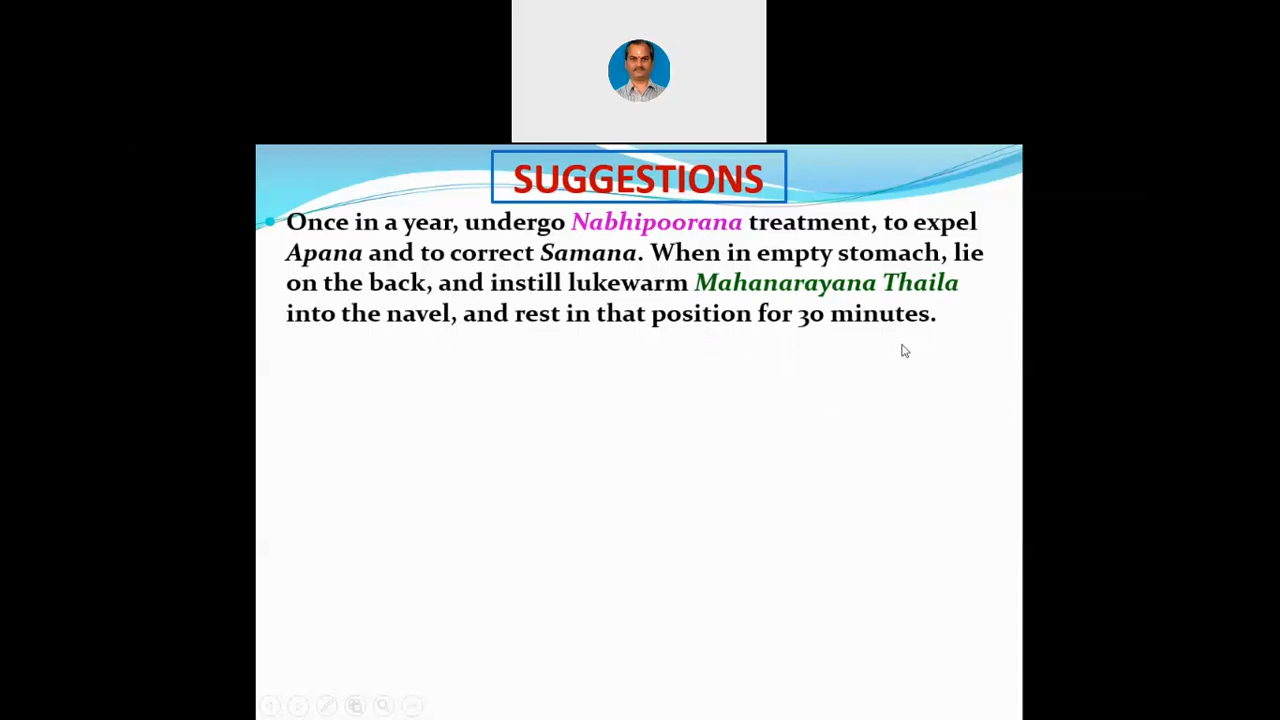 SUGGESTIONS
Once in a year, undergo Nabhipoorana treatment, to expel
Apana and to correct Samana. When in empty stomach, lie
on the back, and instill lukewarm Mahanarayana Thaila
into the navel, and rest in that position for 30 minutes.